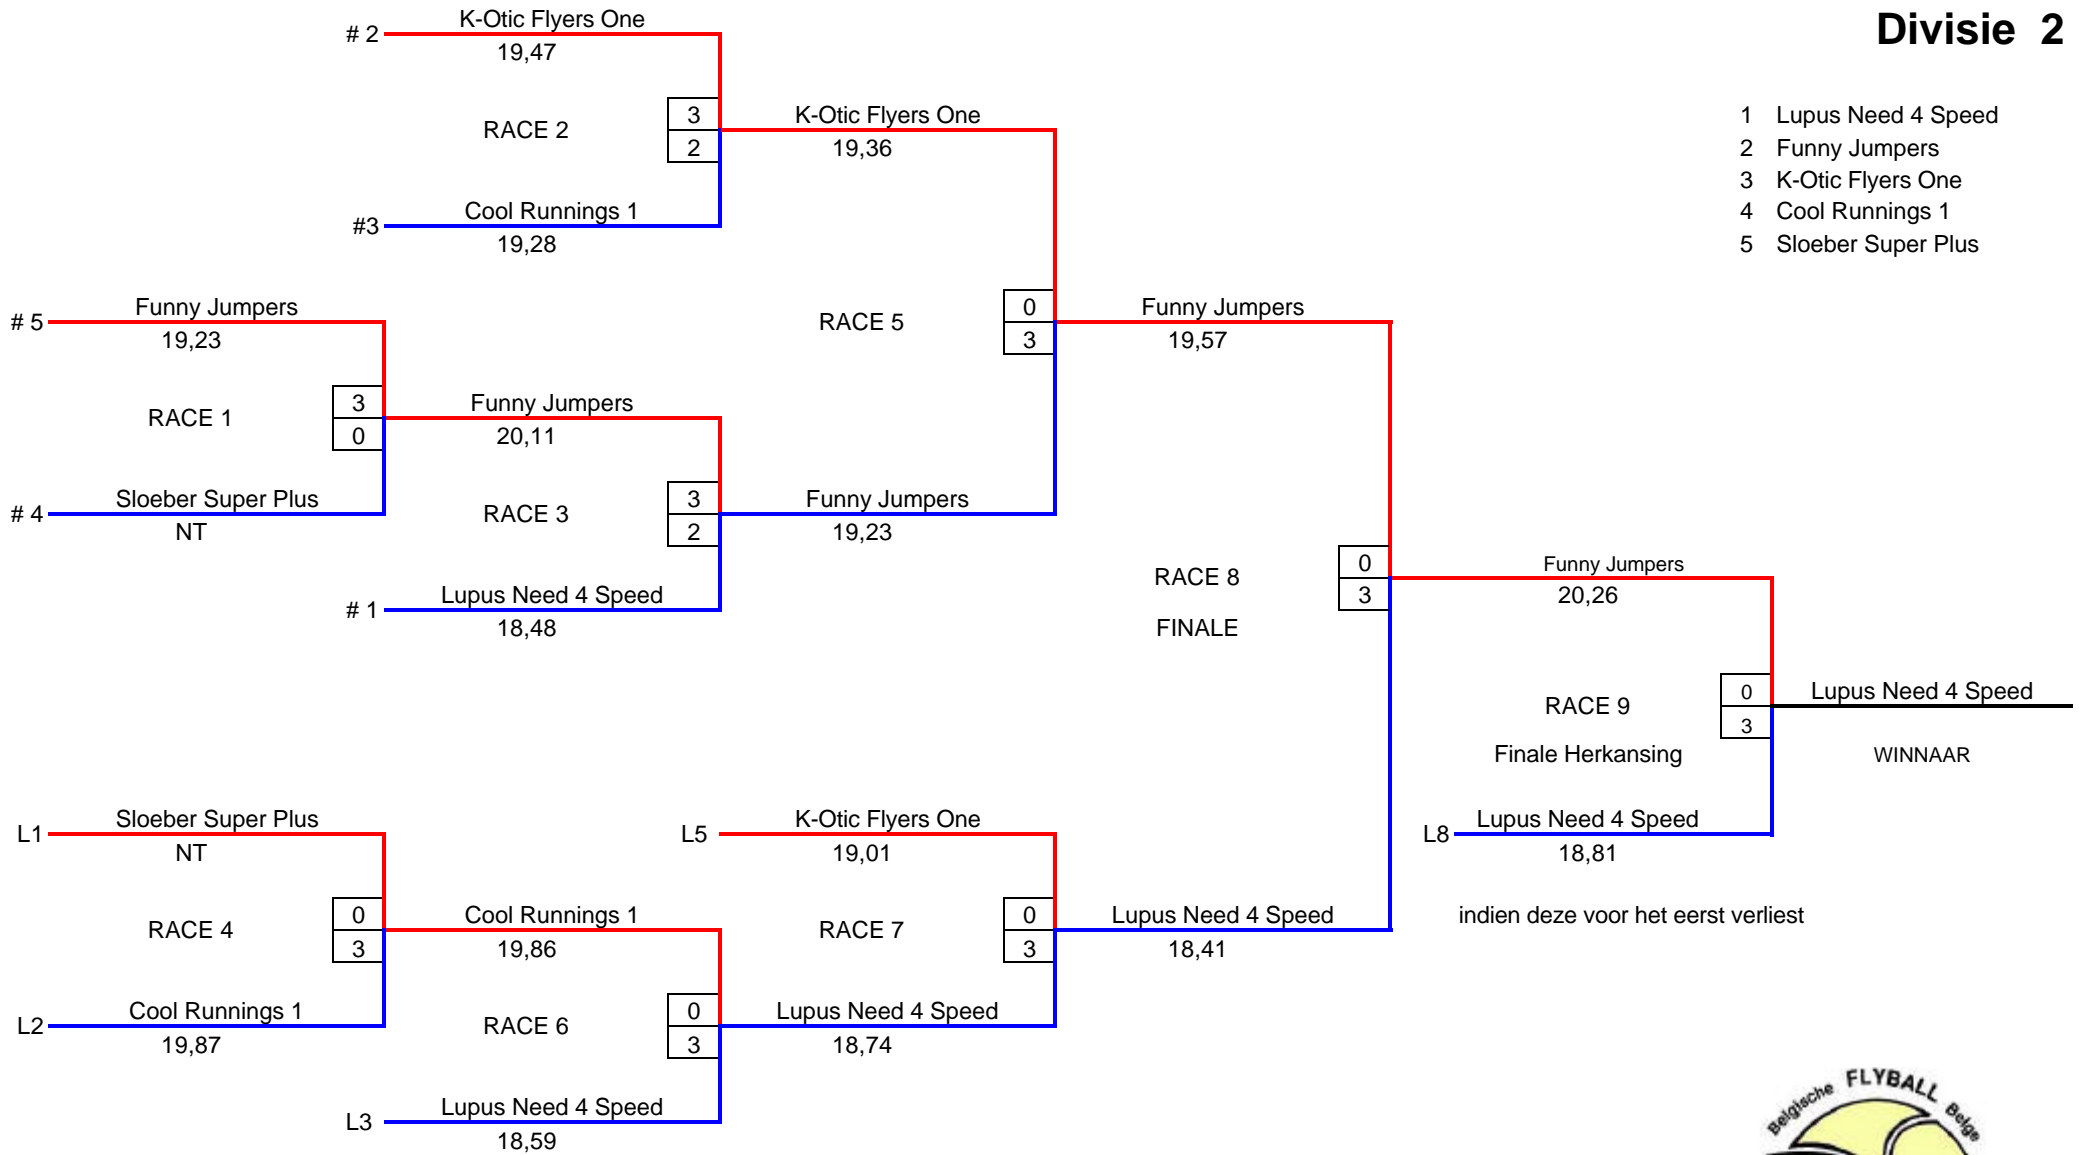 Divisie 2
1 Lupus Need 4 Speed
2 Funny Jumpers
3 K-Otic Flyers One
4 Cool Runnings 1
5 Sloeber Super Plus
# 2 K-Otic Flyers One
19,47
RACE 2
3
2
#3 Cool Runnings 1
19,28
K-Otic Flyers One
19,36
# 5 Funny Jumpers
19,23
RACE 1
3
0
# 4 Sloeber Super Plus
NT
Funny Jumpers
20,11
RACE 3
3
2
# 1 Lupus Need 4 Speed
18,48
Funny Jumpers
19,23
RACE 5
0
3
Funny Jumpers
19,57
RACE 8
FINALE
0
3
Funny Jumpers
20,26
RACE 9
Finale Herkansing
0
3
Lupus Need 4 Speed
WINNAAR
L8 Lupus Need 4 Speed
18,81
indien deze voor het eerst verliest
L1 Sloeber Super Plus
NT
RACE 4
0
3
L2 Cool Runnings 1
19,87
Cool Runnings 1
19,86
RACE 6
0
3
L3 Lupus Need 4 Speed
18,59
L5 K-Otic Flyers One
19,01
RACE 7
0
3
Lupus Need 4 Speed
18,74
Lupus Need 4 Speed
18,41
Belgische FLYBALL Belge